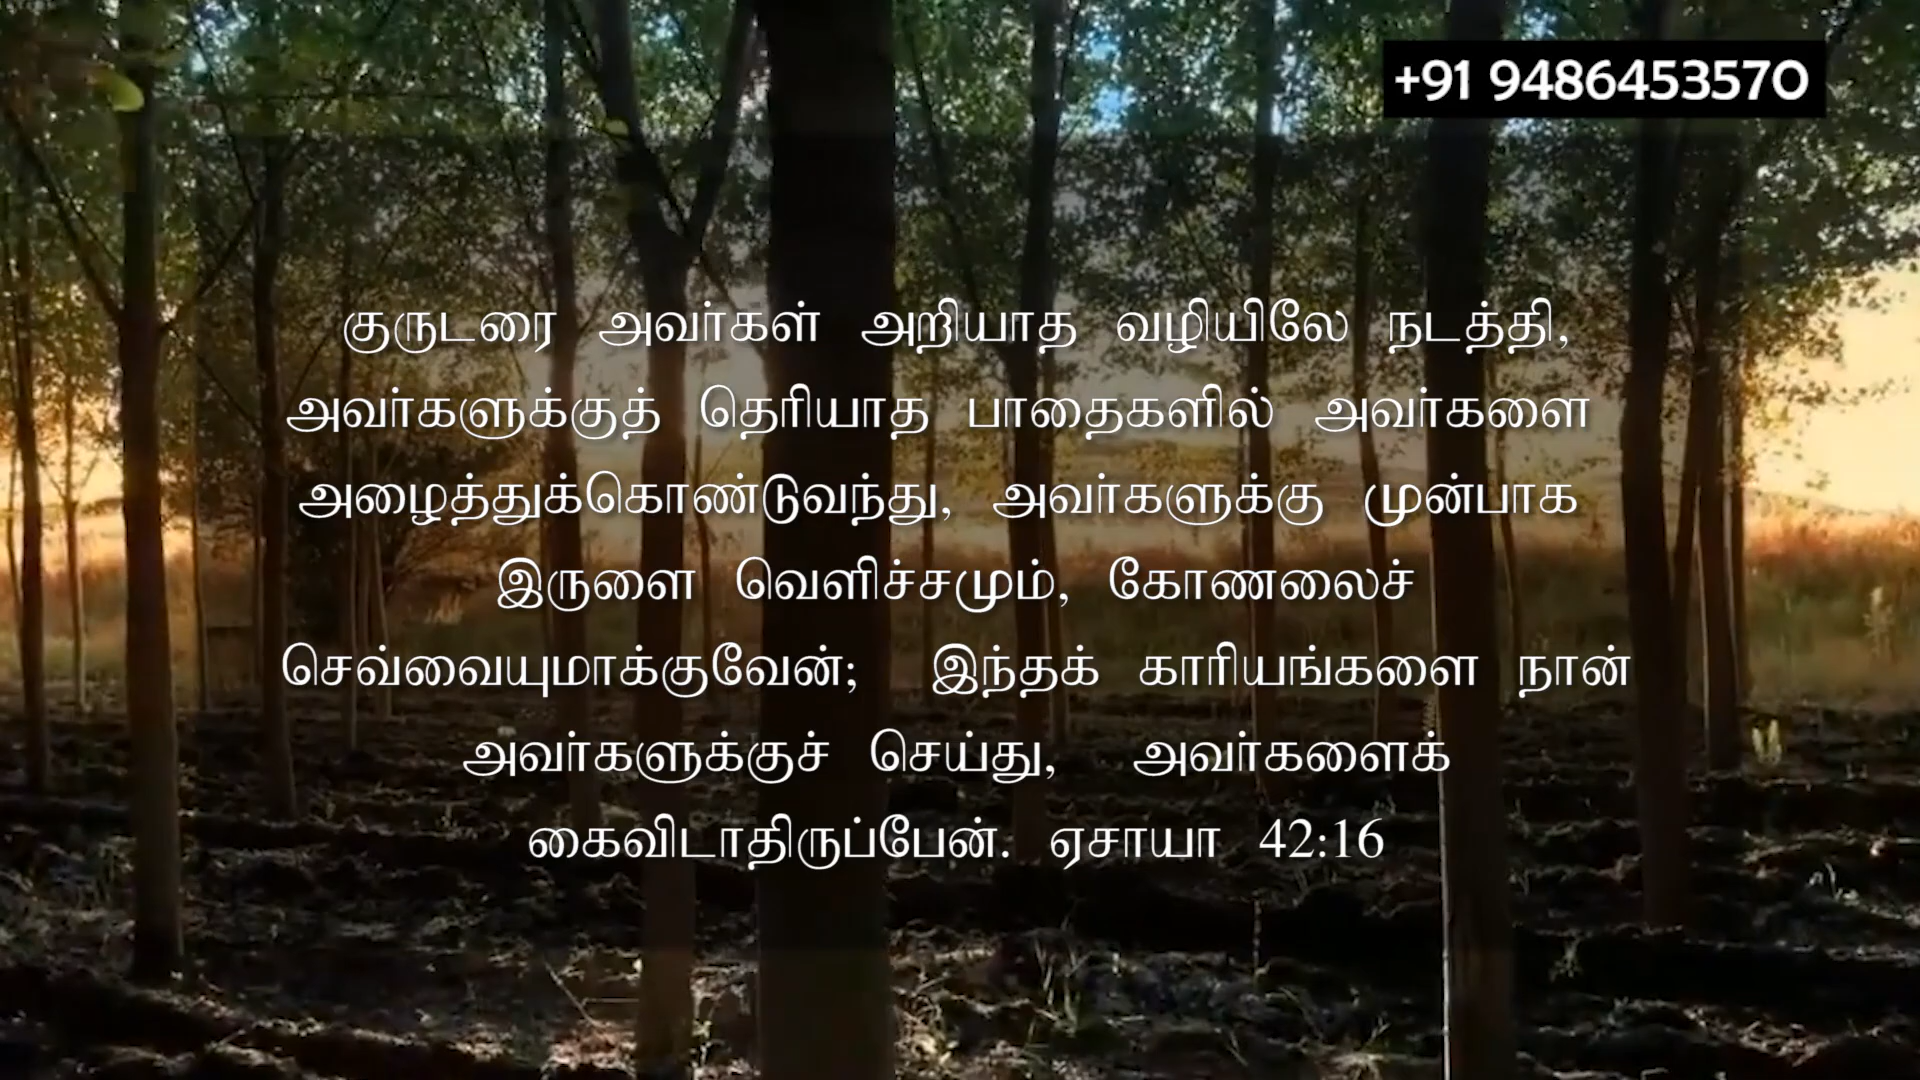 +91 9486453570
குருடரை அவர்கள் அறியாத வழியிலே நடத்தி,
அவர்களுக்குத் தெரியாத பாதைகளில் அவர்களை
அழைத்துக்கொண்டுவந்து, அவர்களுக்கு முன்பாக
இருளை வெளிச்சமும், கோணலைச்
செவ்வையுமாக்குவேன்; இந்தக் காரியங்களை நான்
அவர்களுக்குச் செய்து, அவர்களைக்
கைவிடாதிருப்பேன். ஏசாயா 42:16